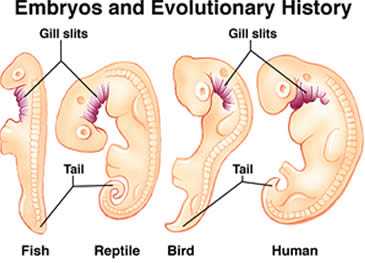 Embryos and Evolutionary History
Gill slits Gill slits
Tail Tail
Fish Reptile Bird Human